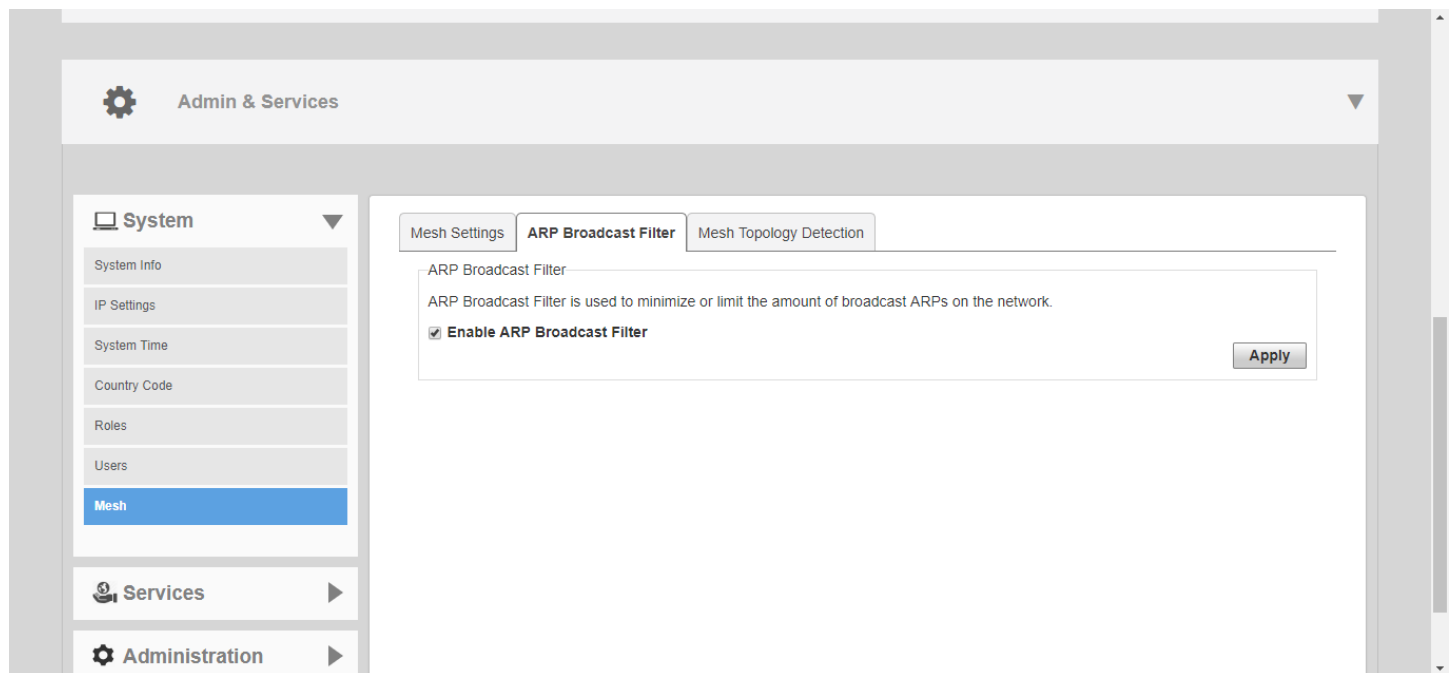 Admin & Services
System
System Info
IP Settings
System Time
Country Code
Roles
Users
Mesh
Services
Administration
Mesh Settings
ARP Broadcast Filter
Mesh Topology Detection
ARP Broadcast Filter
ARP Broadcast Filter is used to minimize or limit the amount of broadcast ARPs on the network.
Enable ARP Broadcast Filter
Apply